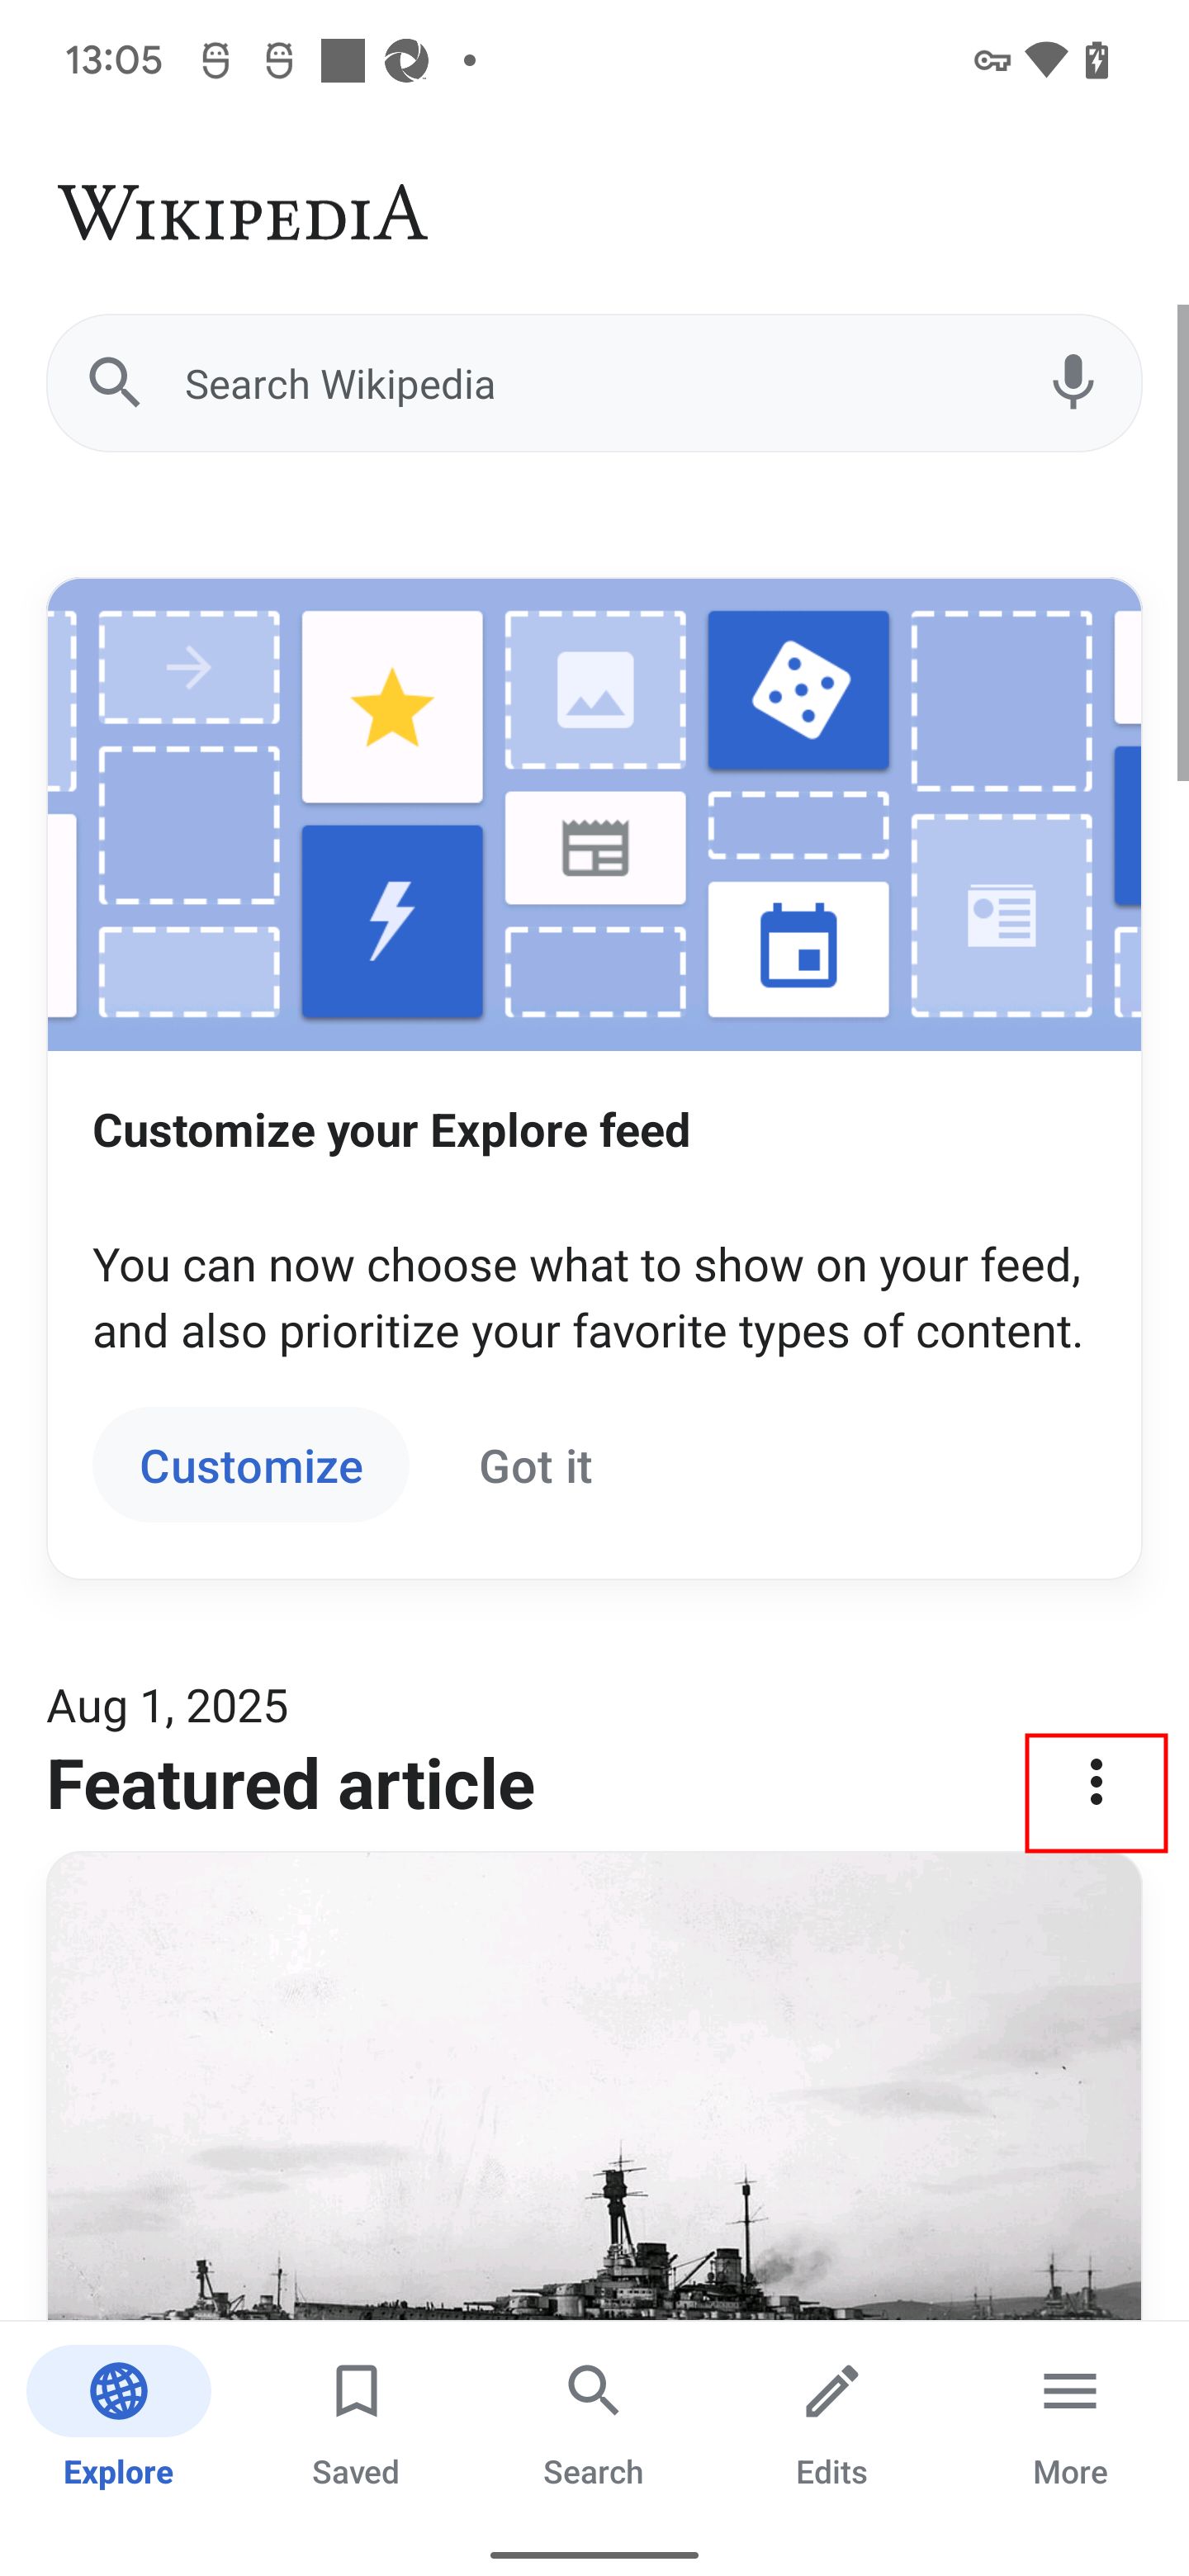 13:05
WIKIPEDIA
Search Wikipedia
Customize your Explore feed
You can now choose what to show on your feed,
and also prioritize your favorite types of content.
Customize
Got it
Aug 1, 2025
Featured article
Explore
Saved
Search
Edits
More